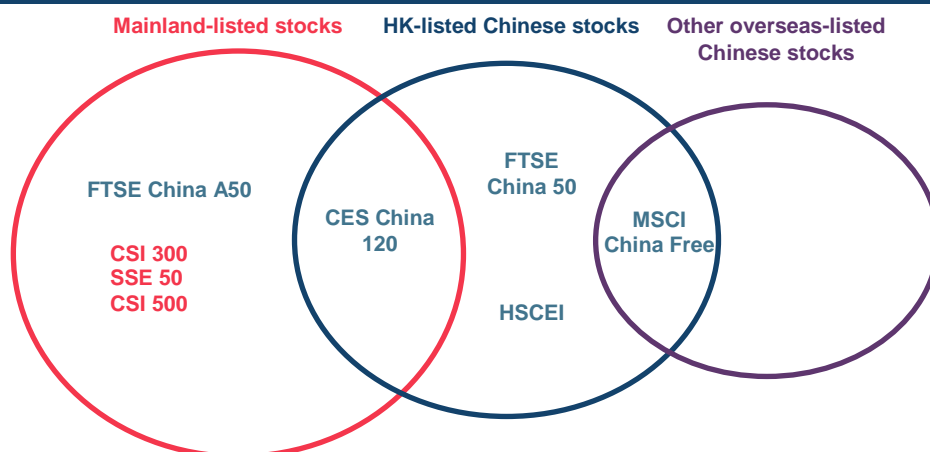 Mainland-listed stocks
HK-listed Chinese stocks
Other overseas-listed
Chinese stocks
FTSE China A50
CSI 300
SSE 50
CSI 500
CES China
120
FTSE
China 50
HSCEI
MSCI
China Free